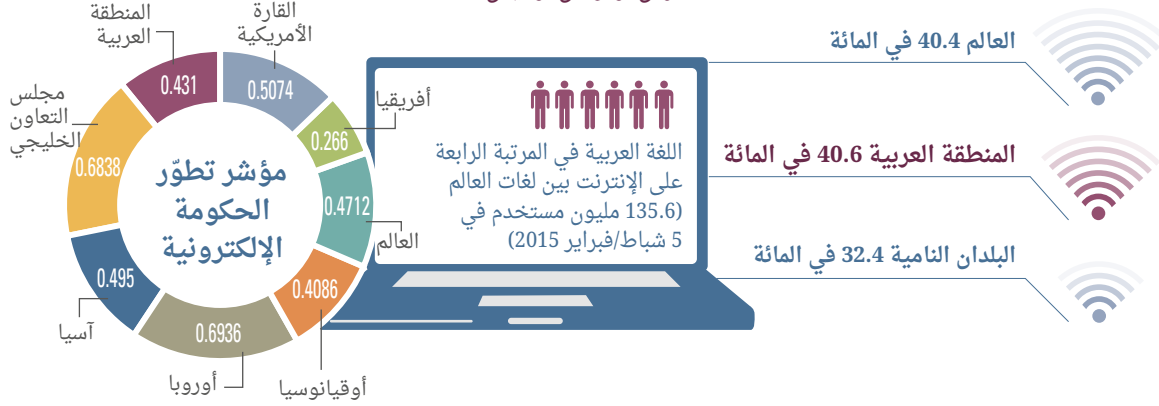 العالم 40.4 في المائة
المنطقة العربية 40.6 في المائة
البلدان النامية 32.4 في المائة
اللغة العربية في المرتبة الرابعة
على الإنترنت بين لغات العالم
(135.6 مليون مستخدم في
5 شباط/فبراير 2015)
مؤشر تطوّر
الحكومة
الإلكترونية
القارة
الأمريكية
0.5074
أفريقيا
0.266
العالم
0.4712
أوقيانوسيا
0.4086
أوروبا
0.6936
آسيا
0.495
مجلس
التعاون
الخليجي
0.6838
المنطقة
العربية
0.431